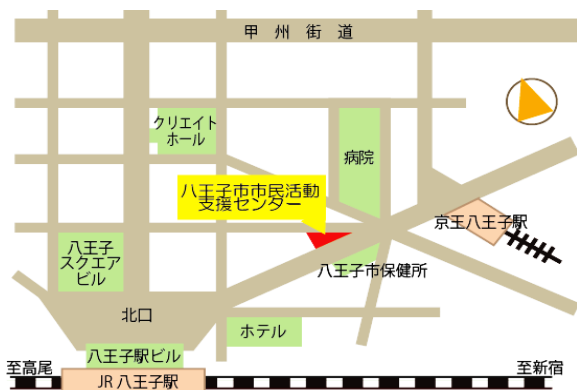 甲州街道
クリエイト
ホール
病院
八王子市市民活動
支援センター
京王八王子駅
八王子
スクエア
ビル
八王子市保健所
北口
ホテル
八王子駅ビル
至高尾
至新宿
JR八王子駅